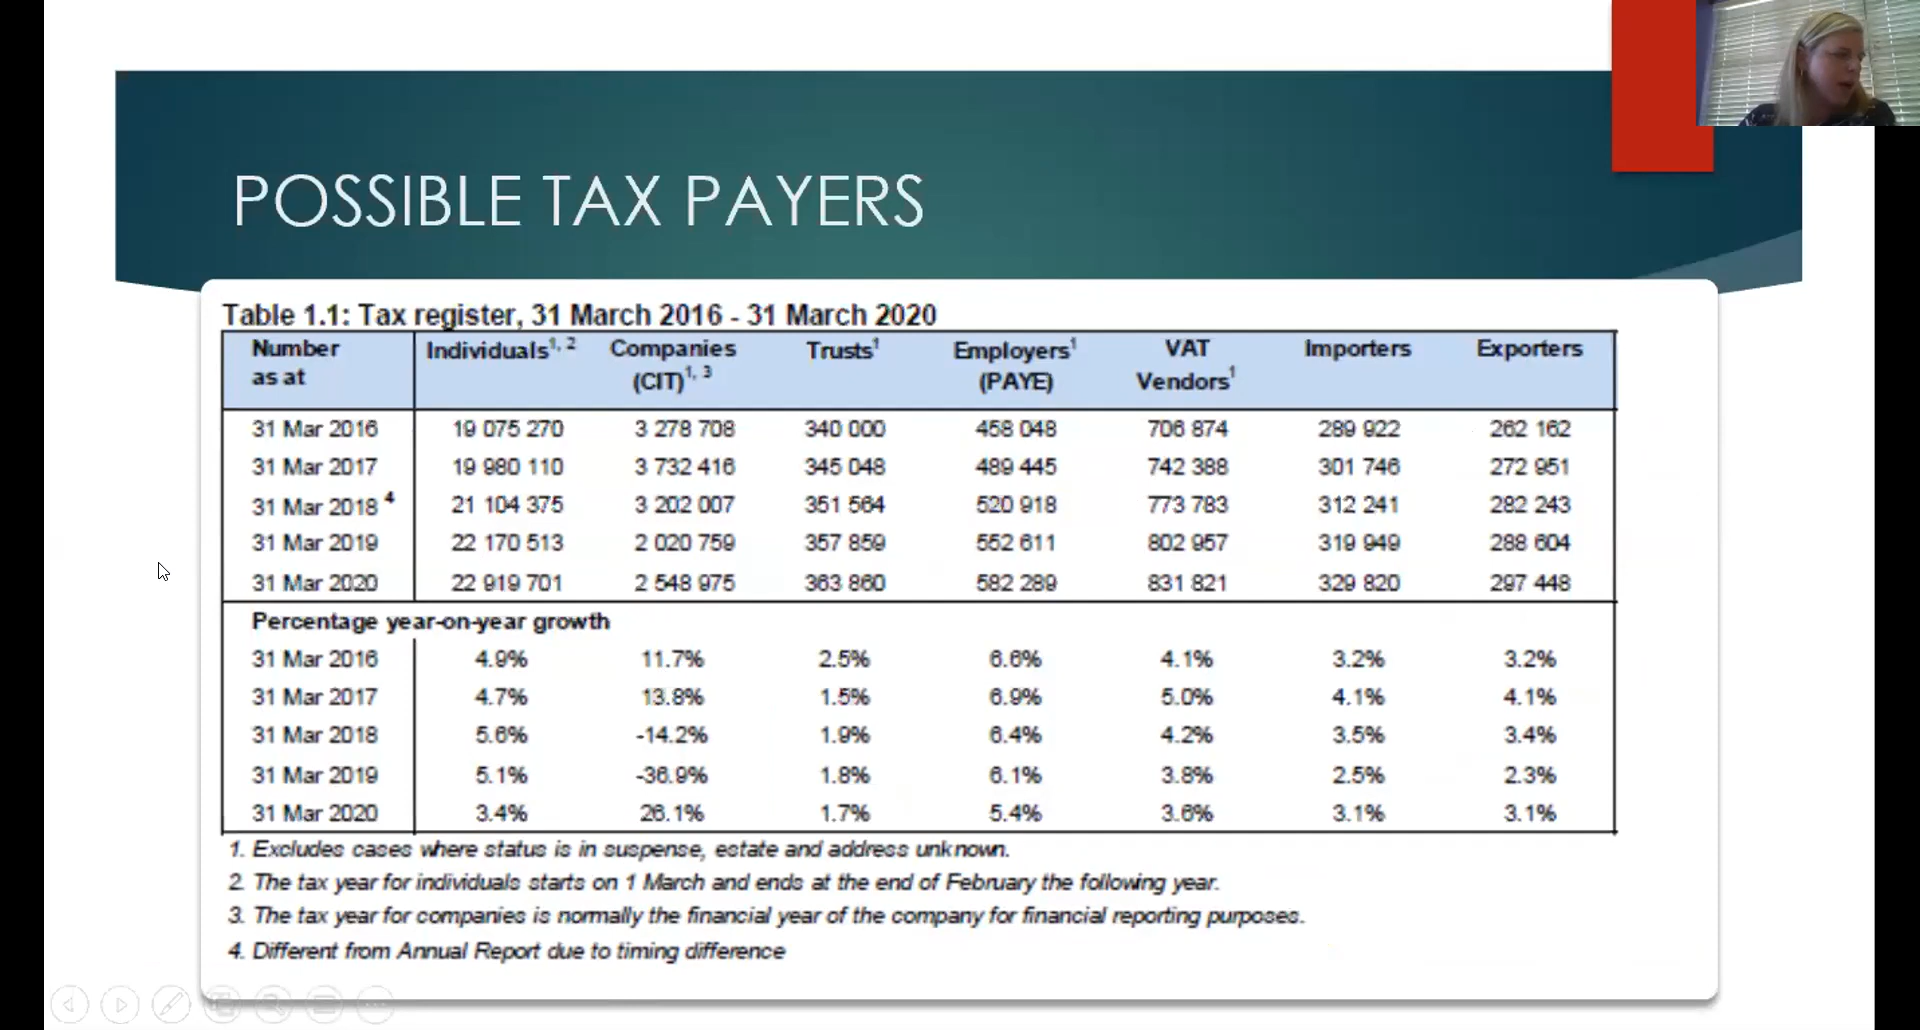 POSSIBLE TAX PAYERS
Table 1.1: Tax register, 31 March 2016 - 31 March 2020
Number as at Individuals1, 2 Companies (CIT)1, 3 Trusts1 Employers1 (PAYE) VAT Vendors1 Importers Exporters
31 Mar 2016 19 075 270 3 278 708 340 000 458 048 706 874 289 922 262 162
31 Mar 2017 19 980 110 3 732 416 345 048 489 445 742 388 301 746 272 951
31 Mar 2018 4 21 104 375 3 202 007 351 564 520 918 773 783 312 241 282 243
31 Mar 2019 22 170 513 2 020 759 357 859 552 611 802 957 319 949 288 604
31 Mar 2020 22 919 701 2 548 975 363 860 582 289 831 821 329 820 297 448
Percentage year-on-year growth
31 Mar 2016 4.9% 11.7% 2.5% 6.6% 4.1% 3.2% 3.2%
31 Mar 2017 4.7% 13.8% 1.5% 6.9% 5.0% 4.1% 4.1%
31 Mar 2018 5.6% -14.2% 1.9% 6.4% 4.2% 3.5% 3.4%
31 Mar 2019 5.1% -36.9% 1.8% 6.1% 3.8% 2.5% 2.3%
31 Mar 2020 3.4% 26.1% 1.7% 5.4% 3.6% 3.1% 3.1%
1. Excludes cases where status is in suspense, estate and address unknown.
2. The tax year for individuals starts on 1 March and ends at the end of February the following year.
3. The tax year for companies is normally the financial year of the company for financial reporting purposes.
4. Different from Annual Report due to timing difference